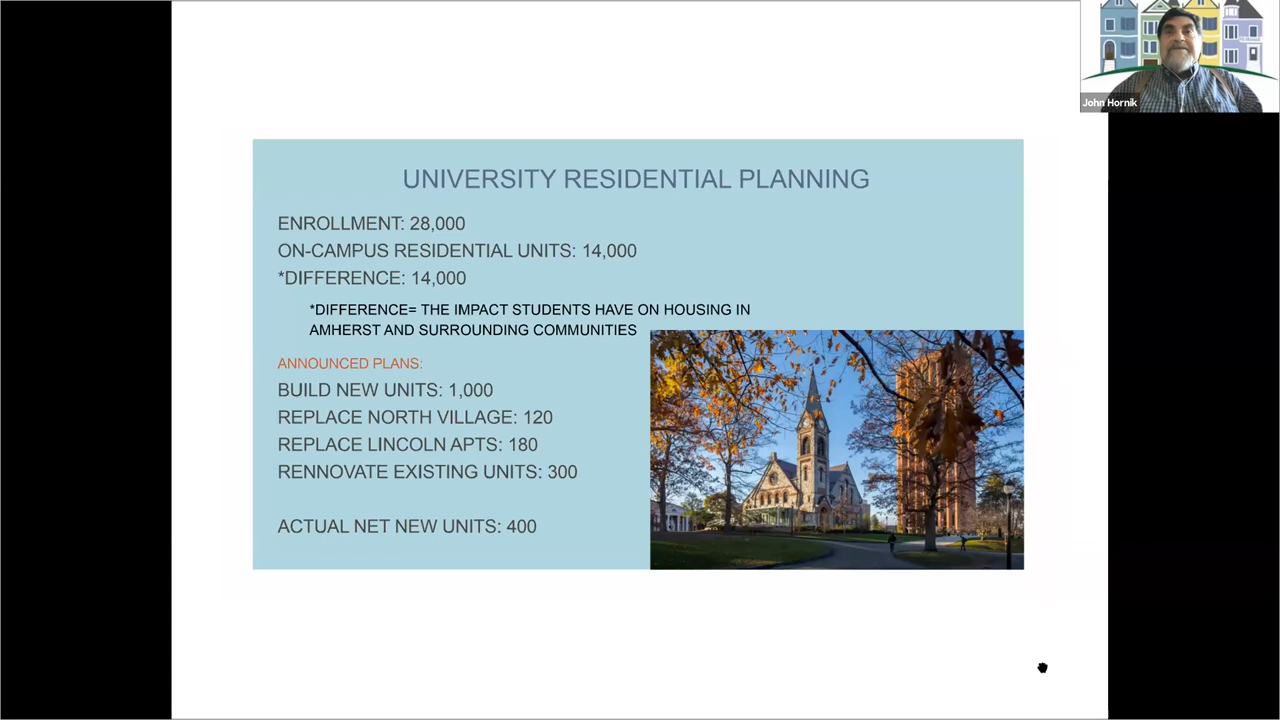 John Hornik
UNIVERSITY RESIDENTIAL PLANNING
ENROLLMENT: 28,000
ON-CAMPUS RESIDENTIAL UNITS: 14,000
*DIFFERENCE: 14,000
*DIFFERENCE= THE IMPACT STUDENTS HAVE ON HOUSING IN
AMHERST AND SURROUNDING COMMUNITIES
ANNOUNCED PLANS:
BUILD NEW UNITS: 1,000
REPLACE NORTH VILLAGE: 120
REPLACE LINCOLN APTS: 180
RENNOVATE EXISTING UNITS: 300
ACTUAL NET NEW UNITS: 400